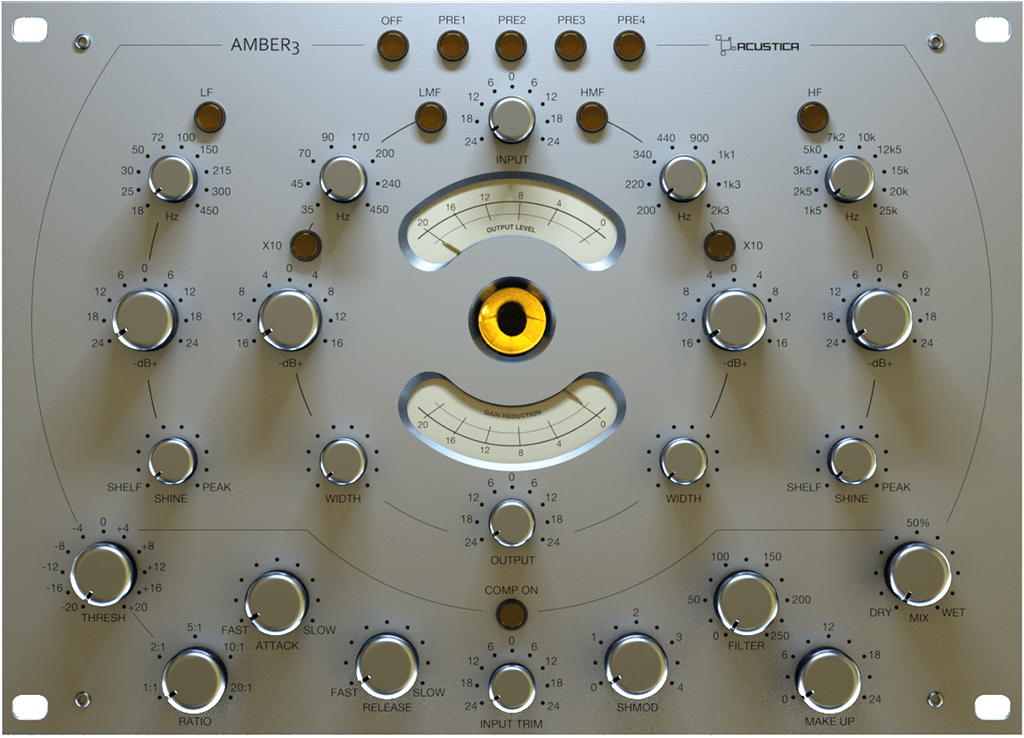 OFF PRE1 PRE2 PRE3 PRE4
AMBER3
ACUSTICA
LF
LMF
HMF
HF
24 18 12 6 0 6 12 18 24
INPUT
18 25 30 50 72 100 150 215 300 450
Hz
35 45 70 90 170 200 240 450
Hz
200 220 340 440 900 1k1 1k3 2k3
Hz
1k5 2k5 3k5 5k0 7k2 10k 12k5 15k 20k 25k
Hz
X10
X10
20 16 12 8 4 0
OUTPUT LEVEL
24 18 12 6 0 6 12 18 24
-dB+
16 12 8 4 0 4 8 12 16
-dB+
16 12 8 4 0 4 8 12 16
-dB+
24 18 12 6 0 6 12 18 24
-dB+
GAIN REDUCTION
20 16 12 8 4 0
SHELF PEAK
SHINE
WIDTH
WIDTH
SHELF PEAK
SHINE
24 18 12 6 0 6 12 18 24
OUTPUT
-20 -16 -12 -8 -4 0 +4 +8 +12 +16 +20
THRESH
FAST SLOW
ATTACK
COMP ON
0 50 100 150 200 250
FILTER
50%
DRY WET
MIX
1:1 2:1 5:1 10:1 20:1
RATIO
FAST SLOW
RELEASE
24 18 12 6 0 6 12 18 24
INPUT TRIM
0 1 2 3 4
SHMOD
0 6 12 18 24
MAKE UP